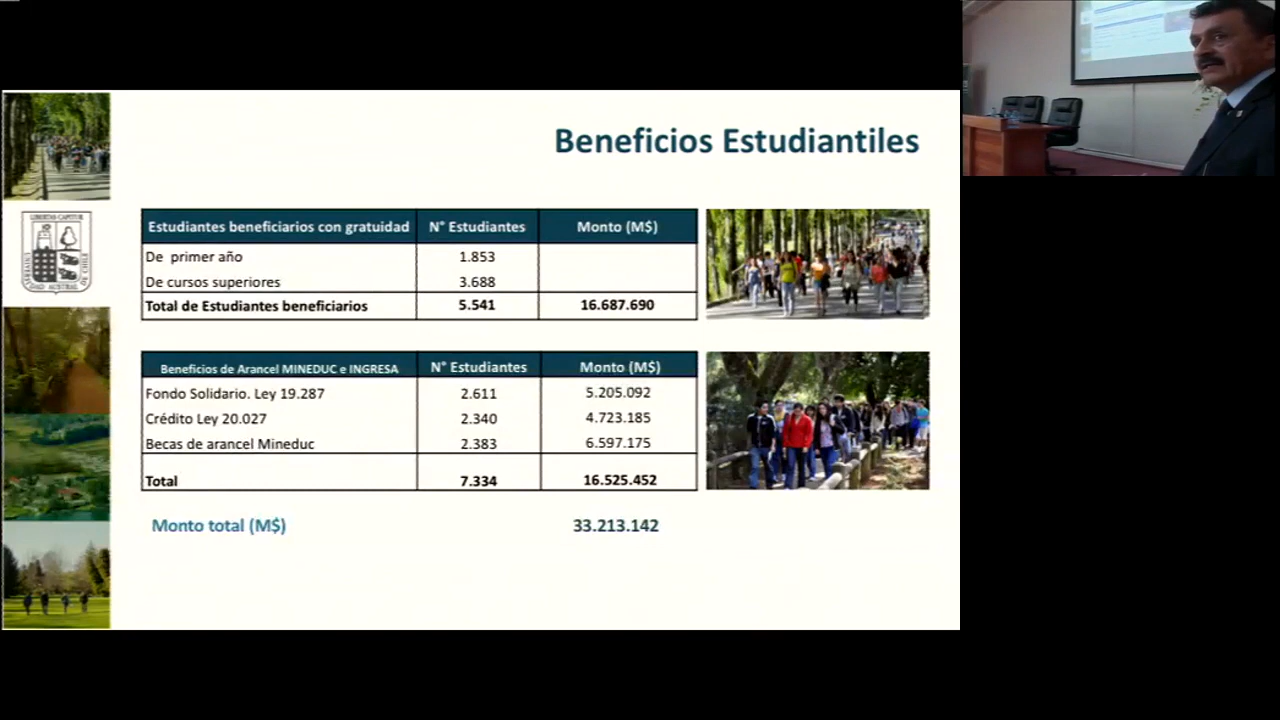 Beneficios Estudiantiles
LIBERTAS CAPITUR
Estudiantes beneficiarios con gratuidad N° Estudiantes Monto (M$)
De primer año 1.853
De cursos superiores 3.688
Total de Estudiantes beneficiarios 5.541 16.687.690
Beneficios de Arancel MINEDUC e INGRESA N° Estudiantes Monto (M$)
Fondo Solidario. Ley 19.287 2.611 5.205.092
Crédito Ley 20.027 2.340 4.723.185
Becas de arancel Mineduc 2.383 6.597.175
Total 7.334 16.525.452
Monto total (M$) 33.213.142